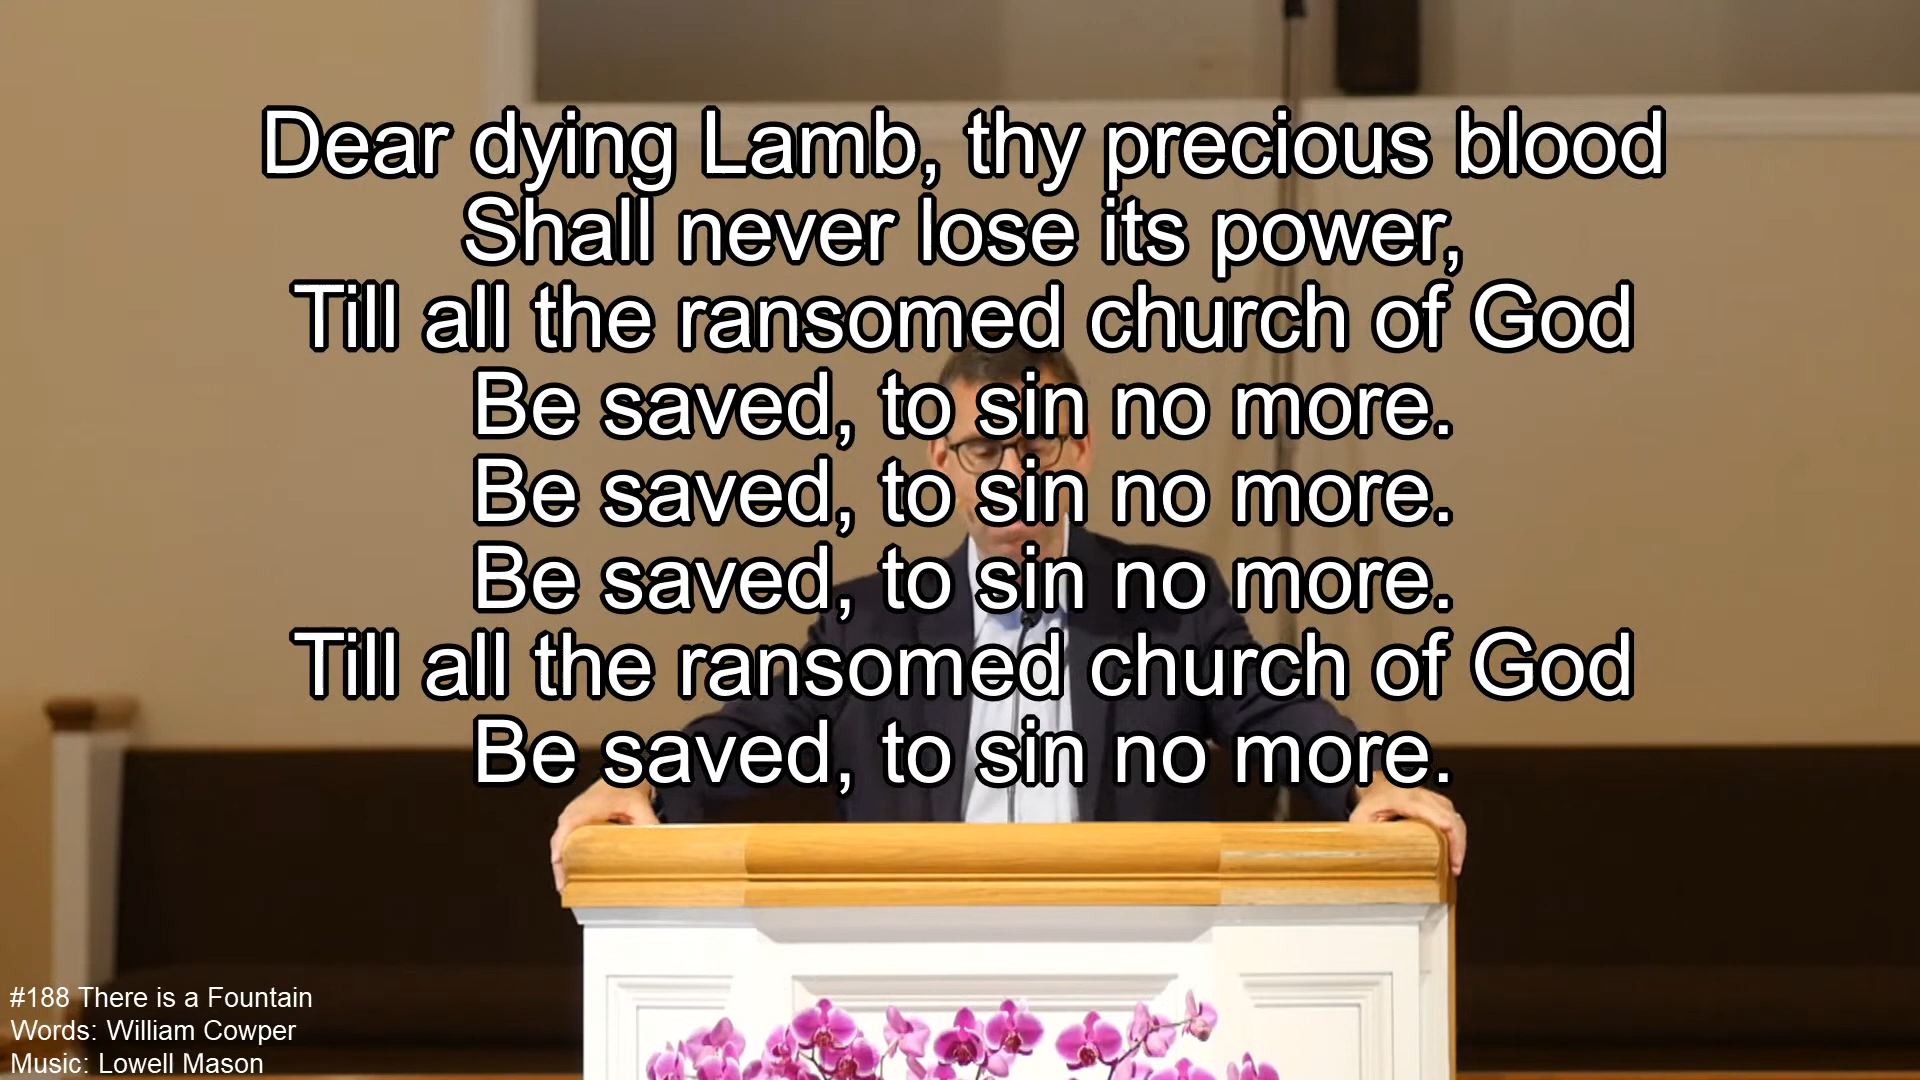 Dear dying Lamb, thy precious blood
Shall never lose its power,
Till all the ransomed church of God
Be saved, to sin no more.
Be saved, to sin no more.
Be saved, to sin no more.
Till all the ransomed church of God
Be saved, to sin no more.
#188 There is a Fountain
Words: William Cowper
Music: Lowell Mason